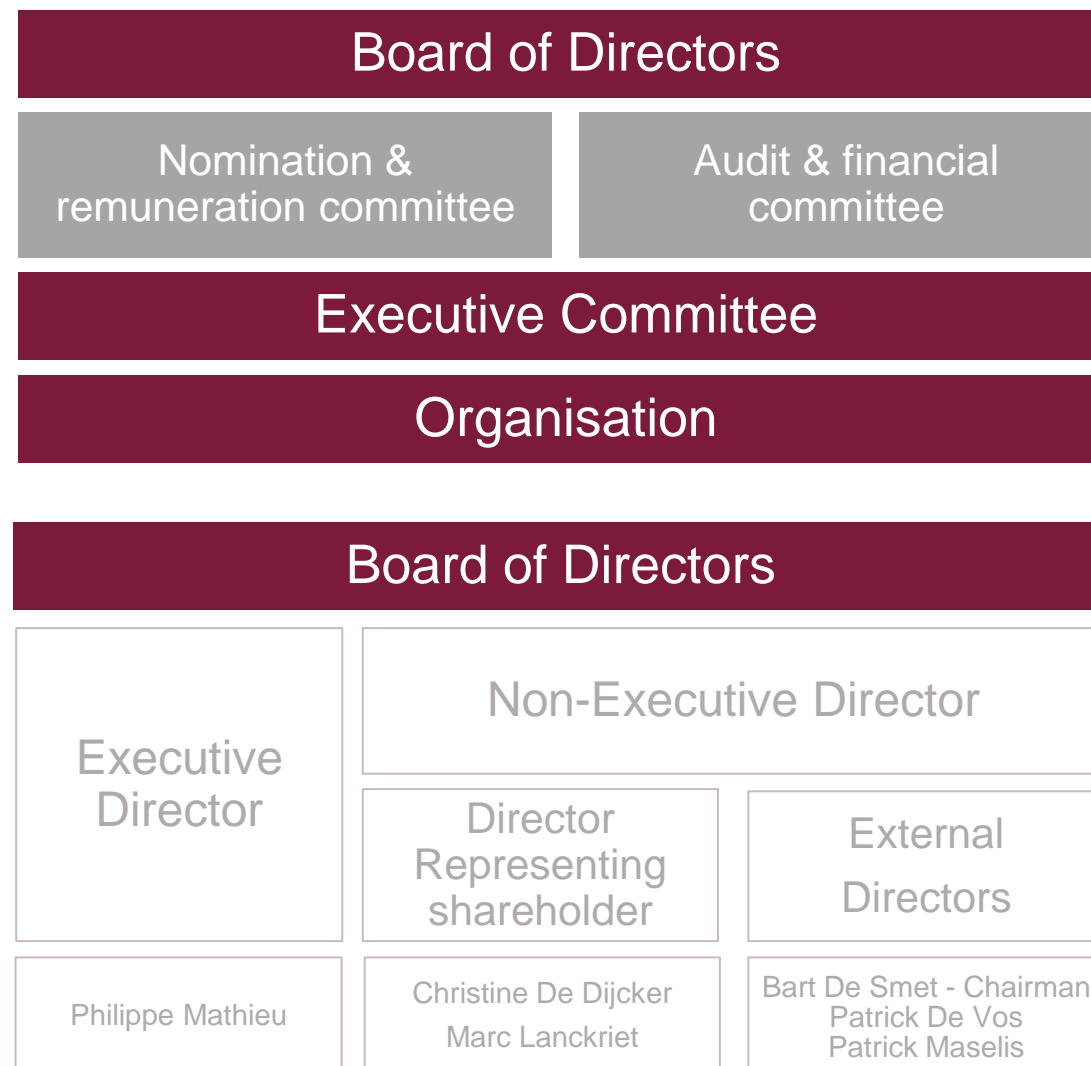 Board of Directors
Nomination &
remuneration committee
Audit & financial
committee
Executive Committee
Organisation
Board of Directors
Executive
Director
Non-Executive Director
Director
Representing
shareholder
External
Directors
Philippe Mathieu
Christine De Dijcker
Marc Lanckriet
Bart De Smet - Chairman
Patrick De Vos
Patrick Maselis